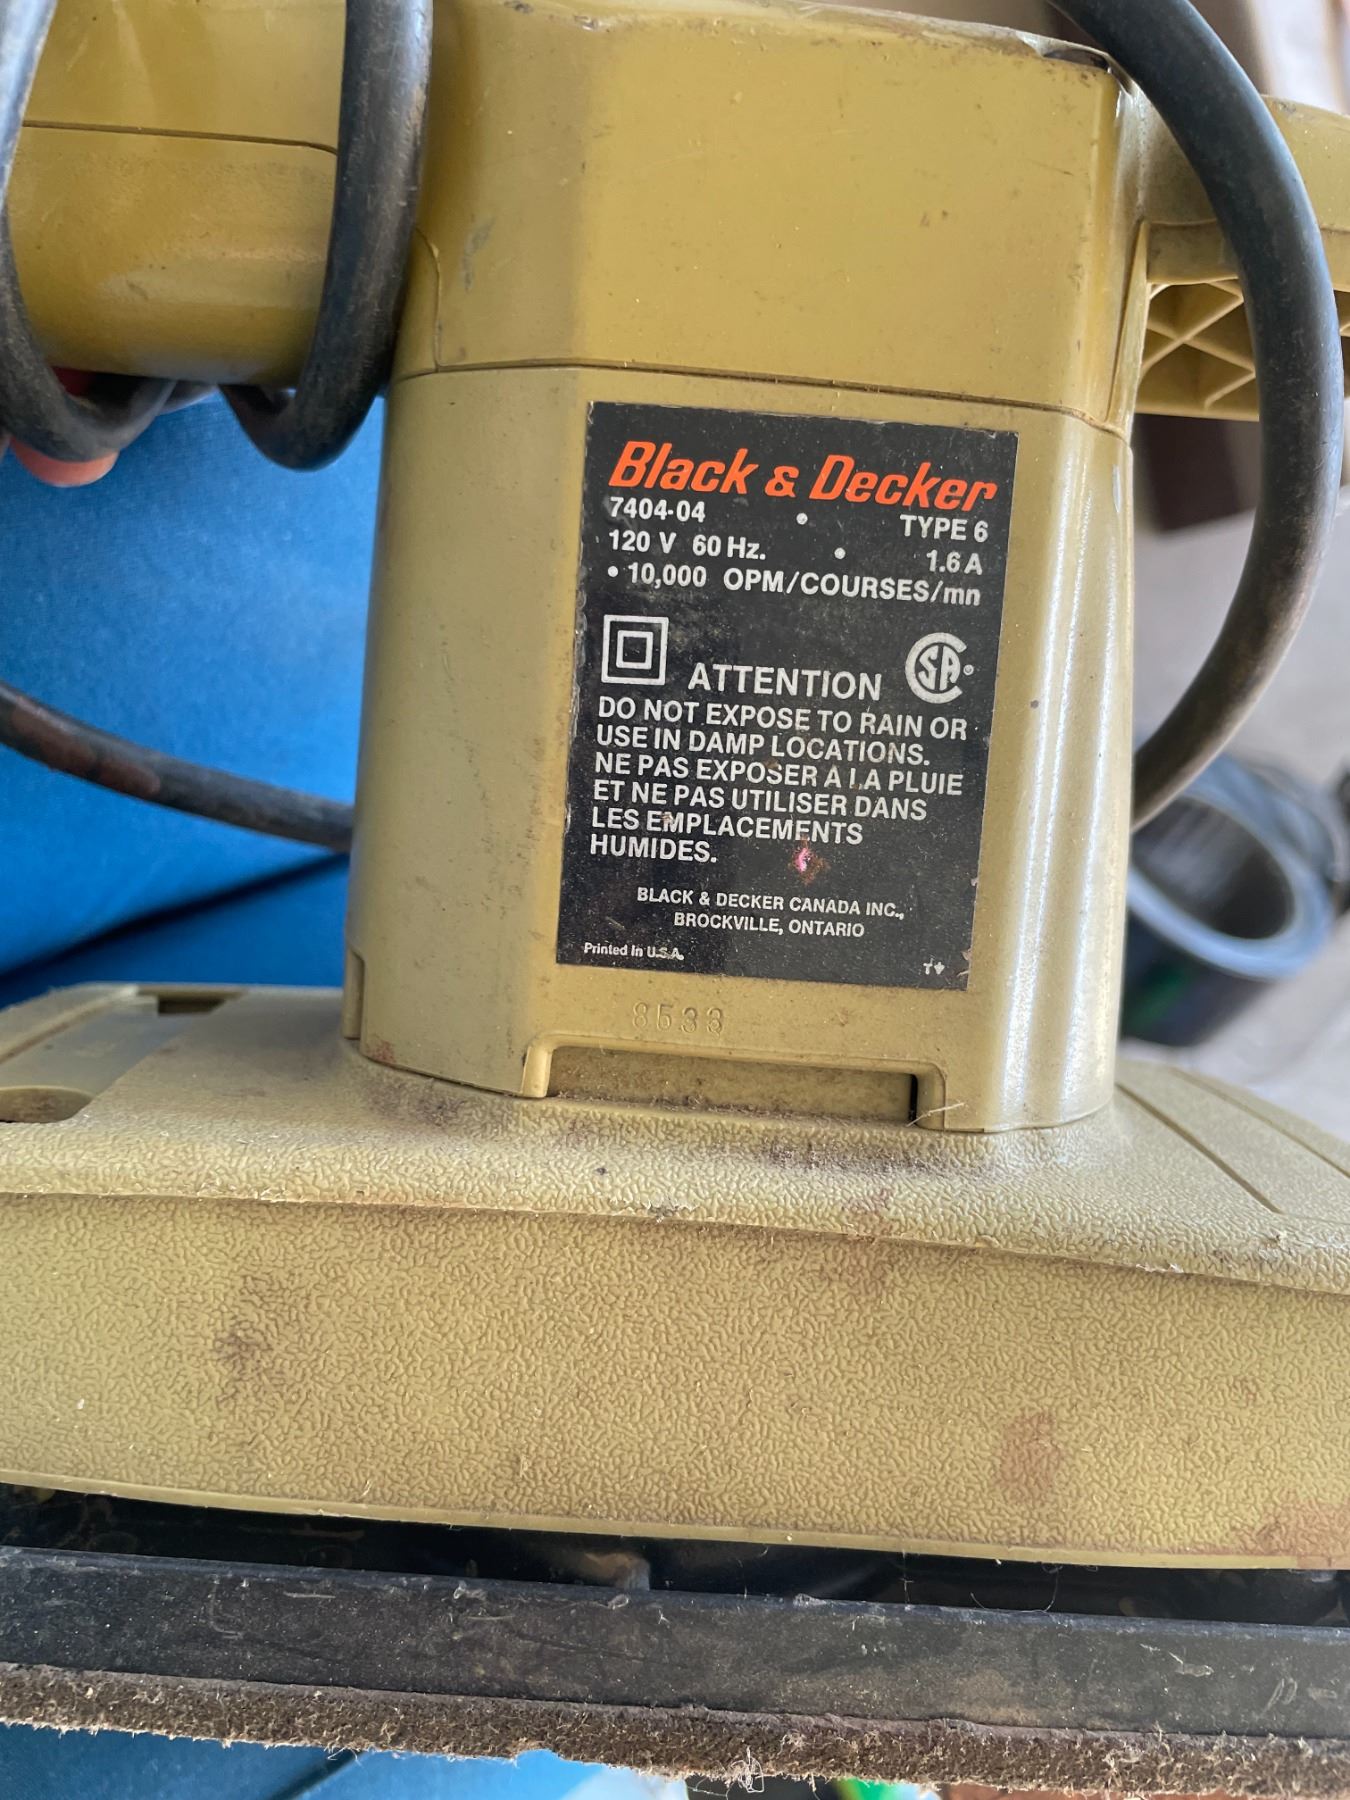 Black & Decker
7404-04 • TYPE 6
120 V 60 Hz. • 1.6 A
• 10,000 OPM/COURSES/mn
ATTENTION SA
DO NOT EXPOSE TO RAIN OR
USE IN DAMP LOCATIONS.
NE PAS EXPOSER À LA PLUIE
ET NE PAS UTILISER DANS
LES EMPLACEMENTS
HUMIDES.
BLACK & DECKER CANADA INC.,
BROCKVILLE, ONTARIO
Printed In U.S.A.
8533